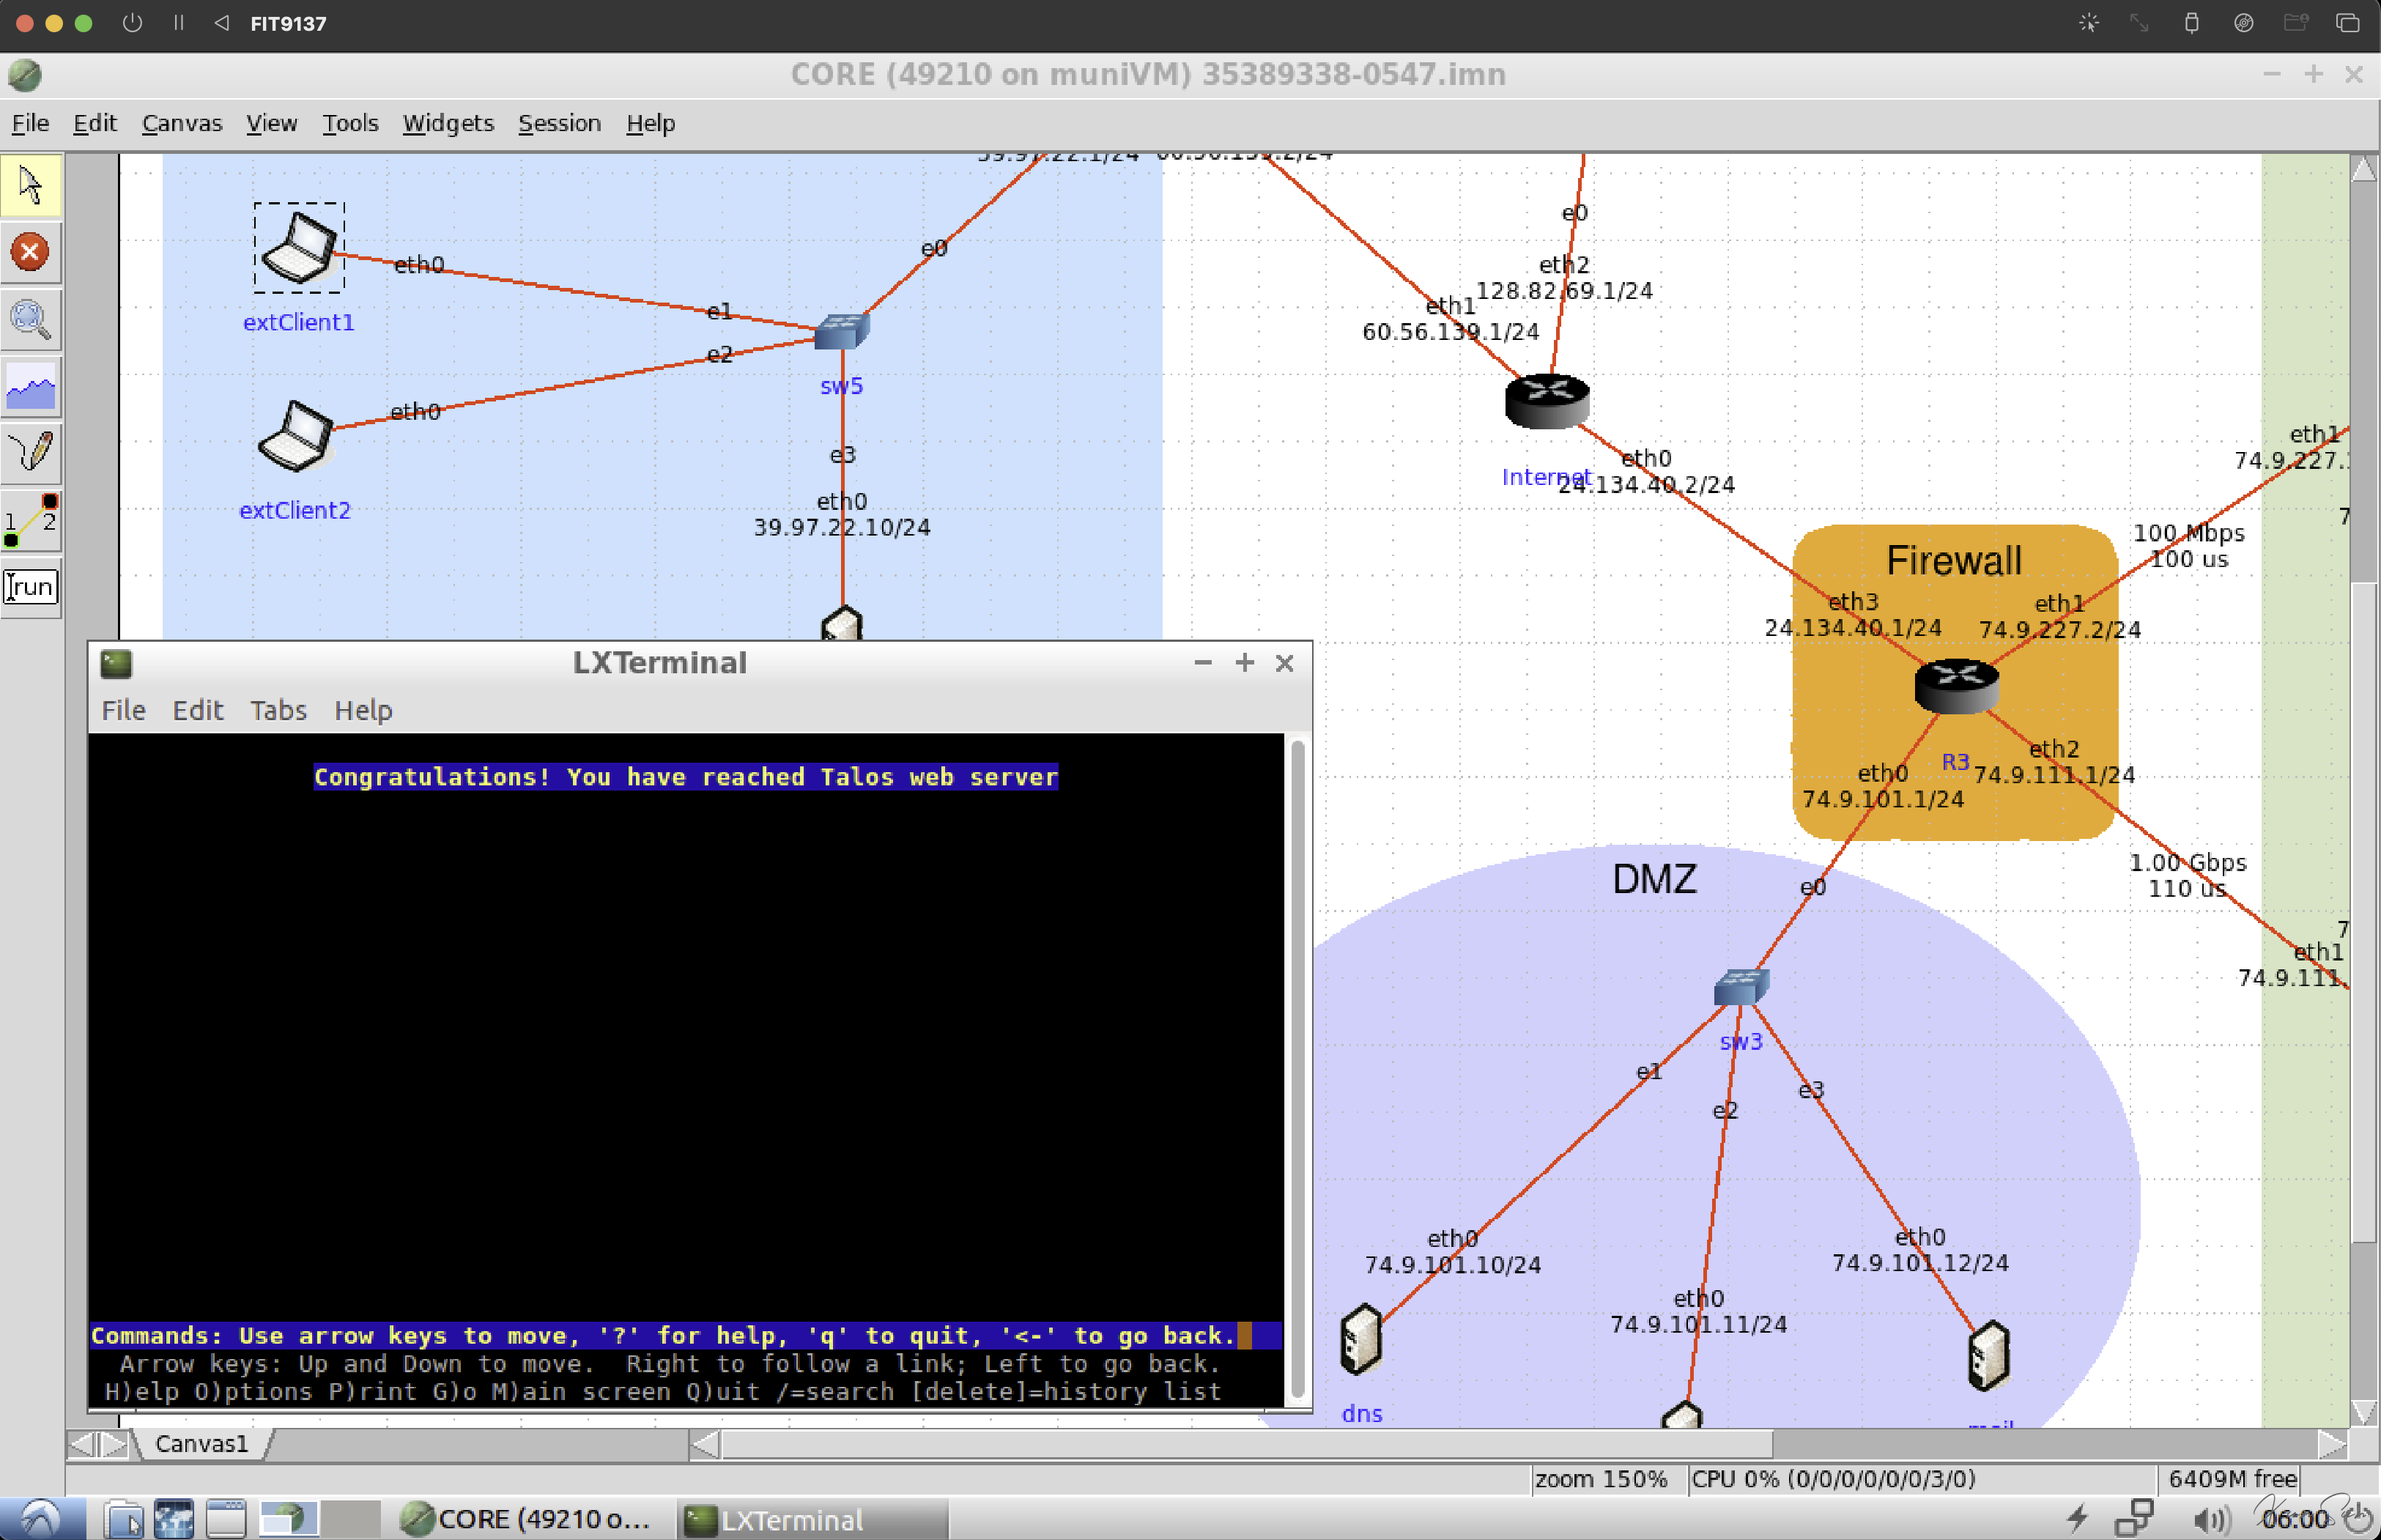 FIT9137
CORE (49210 on muniVM) 35389338-0547.imn
File Edit Canvas View Tools Widgets Session Help
39.97.22.1/24 60.56.139.2/24
e0
eth0
e0
eth2
128.82.69.1/24
eth1
60.56.139.1/24
e1
extClient1
e2
sw5
eth0
eth1
74.9.227.
e3
eth0
Internet
24.134.40.2/24
eth0
39.97.22.10/24
extClient2
1 2
run
7
100 Mbps
100 us
Firewall
eth3
24.134.40.1/24
eth1
74.9.227.2/24
LXTerminal
File Edit Tabs Help
Congratulations! You have reached Talos web server
R3
eth2
74.9.111.1/24
eth0
74.9.101.1/24
1.00 Gbps
110 us
DMZ
e0
7
eth1
74.9.111.
sw3
e1
e3
e2
eth0
74.9.101.10/24
eth0
74.9.101.12/24
eth0
74.9.101.11/24
Commands: Use arrow keys to move, '?' for help, 'q' to quit, '<-' to go back.
Arrow keys: Up and Down to move. Right to follow a link; Left to go back.
H)elp O)ptions P)rint G)o M)ain screen Q)uit /=search [delete]=history list
dns
mail
Canvas1
zoom 150% CPU 0% (0/0/0/0/0/0/3/0) 6409M free
CORE (49210 o... LXTerminal 06:00